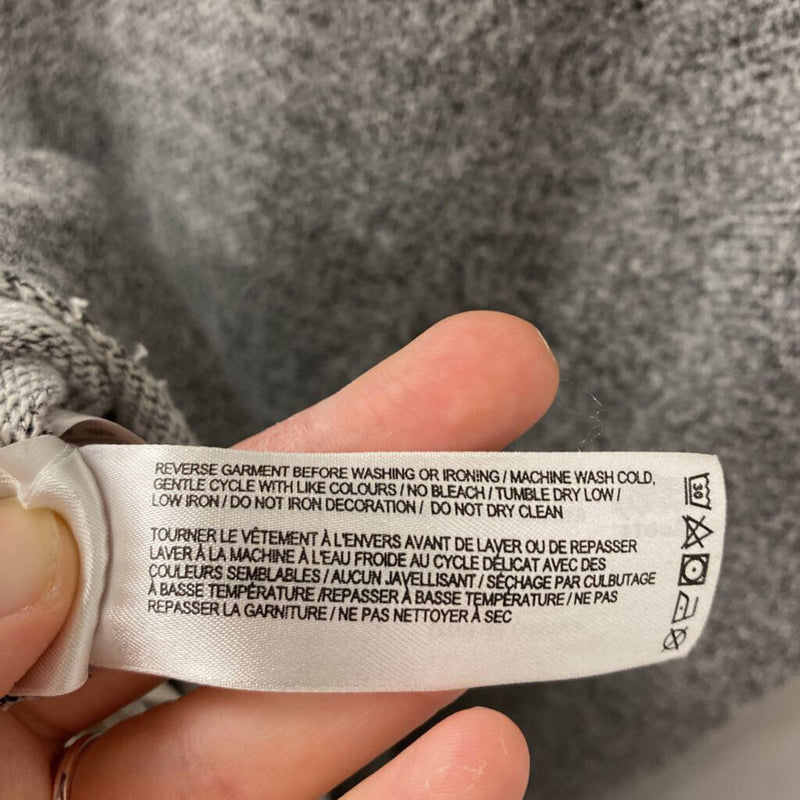 REVERSE GARMENT BEFORE WASHING OR IRONING / MACHINE WASH COLD,
GENTLE CYCLE WITH LIKE COLOURS / NO BLEACH / TUMBLE DRY LOW /
LOW IRON / DO NOT IRON DECORATION / DO NOT DRY CLEAN
TOURNER LE VÊTEMENT À L'ENVERS AVANT DE LAVER OU DE REPASSER
LAVER À LA MACHINE À L'EAU FROIDE AU CYCLE DÉLICAT AVEC DES
COULEURS SEMBLABLES / AUCUN JAVELLISANT / SÉCHAGE PAR CULBUTAGE
À BASSE TEMPÉRATURE /REPASSER À BASSE TEMPÉRATURE / NE PAS
REPASSER LA GARNITURE / NE PAS NETTOYER À SEC
30